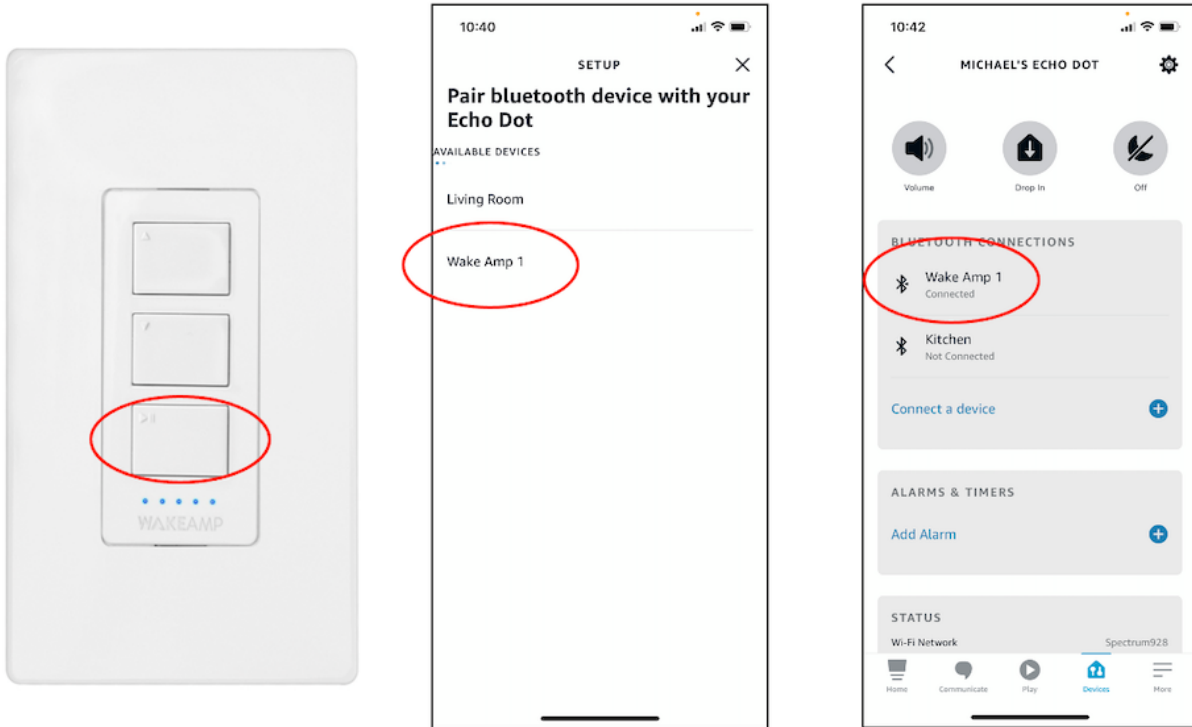 WAKEAMP
10:40
SETUP
Pair bluetooth device with your
Echo Dot
AVAILABLE DEVICES
Living Room
Wake Amp 1
10:42
MICHAEL'S ECHO DOT
Volume
Drop In
Off
BLUETOOTH CONNECTIONS
Wake Amp 1
Connected
Kitchen
Not Connected
Connect a device
ALARMS & TIMERS
Add Alarm
STATUS
Wi-Fi Network
Spectrum928
Home
Communicate
Play
Devices
More